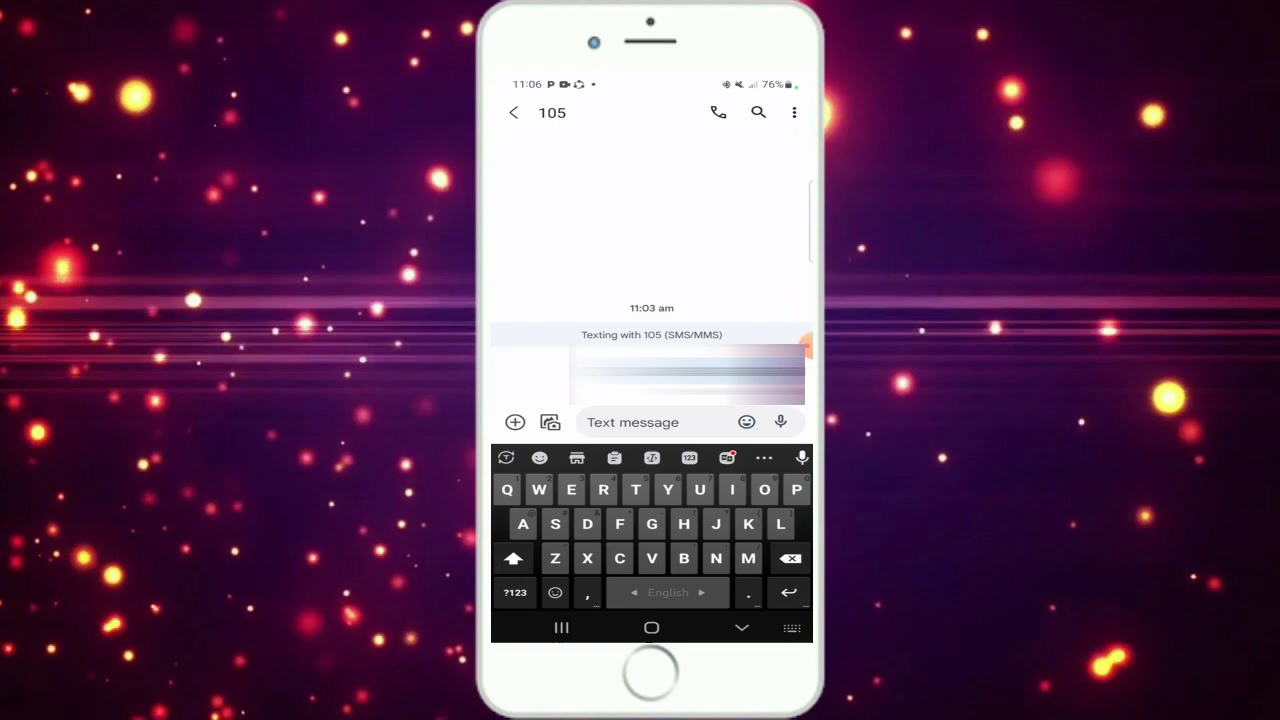 11:06 P 76%
105
11:03 am
Texting with 105 (SMS/MMS)
Text message
T T 123
Q W E R T Y U I O P
A S D F G H J K L
Z X C V B N M
?123 , ◄ English ► .